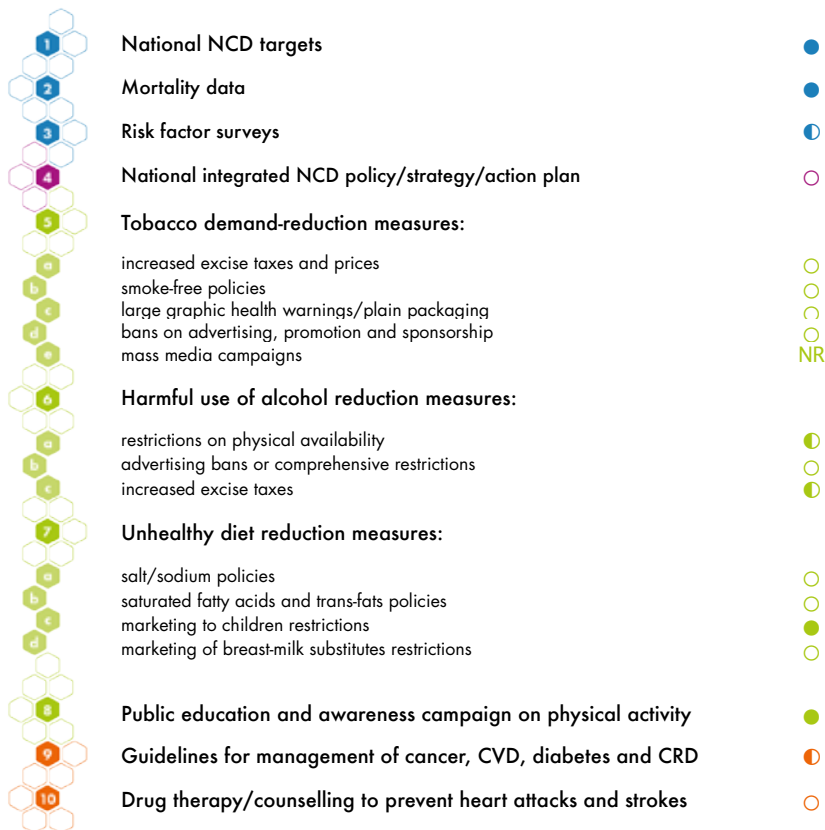 1 National NCD targets
2 Mortality data
3 Risk factor surveys
4 National integrated NCD policy/strategy/action plan
5 Tobacco demand-reduction measures:
a increased excise taxes and prices
b smoke-free policies
c large graphic health warnings/plain packaging
d bans on advertising, promotion and sponsorship
e mass media campaigns NR
6 Harmful use of alcohol reduction measures:
a restrictions on physical availability
b advertising bans or comprehensive restrictions
c increased excise taxes
7 Unhealthy diet reduction measures:
a salt/sodium policies
b saturated fatty acids and trans-fats policies
c marketing to children restrictions
d marketing of breast-milk substitutes restrictions
8 Public education and awareness campaign on physical activity
9 Guidelines for management of cancer, CVD, diabetes and CRD
10 Drug therapy/counselling to prevent heart attacks and strokes